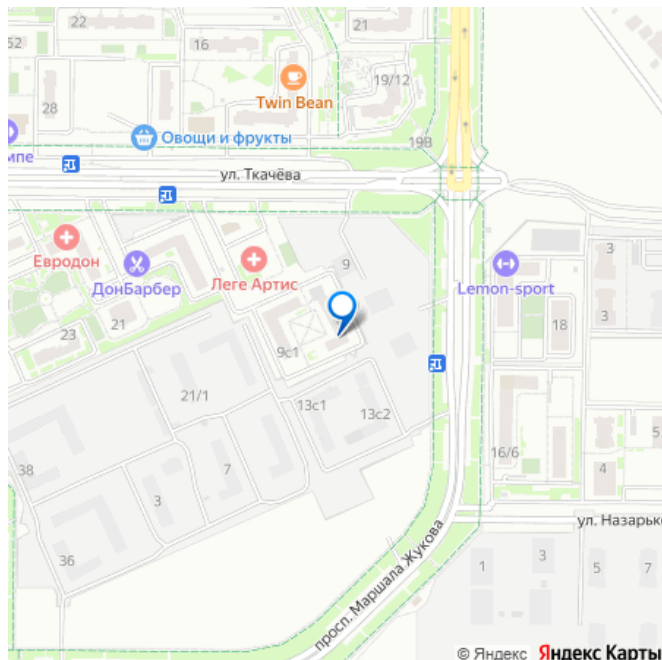 22
52
16
21
19/12
28
Twin Bean
Овощи и фрукты
19В
мпе
ул. Ткачёва
9
3
Евродон
ДонБарбер
Леге Артис
Lemon-sport
3
18
23
21
9с1
21/1
13с1
13с2
16/6
5
4
38
7
3
36
просп. Маршала Жукова
ул. Назарько
1
3
5
7
© Яндекс Яндекс Карты